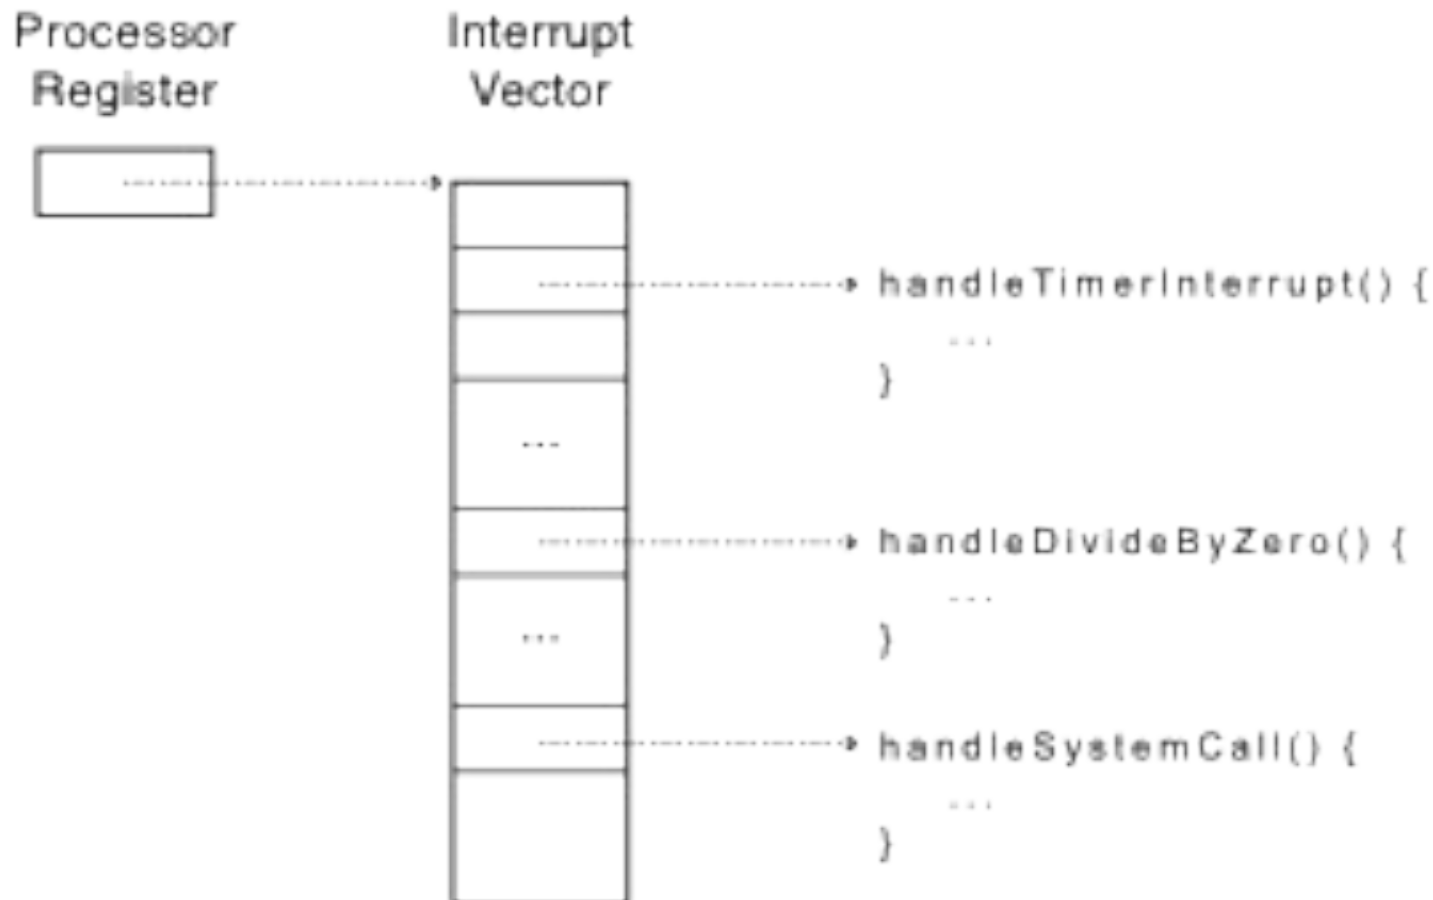 Processor
Register
Interrupt
Vector
handleTimerInterrupt() {
...
}
...
handleDivideByZero() {
...
}
...
handleSystemCall() {
...
}